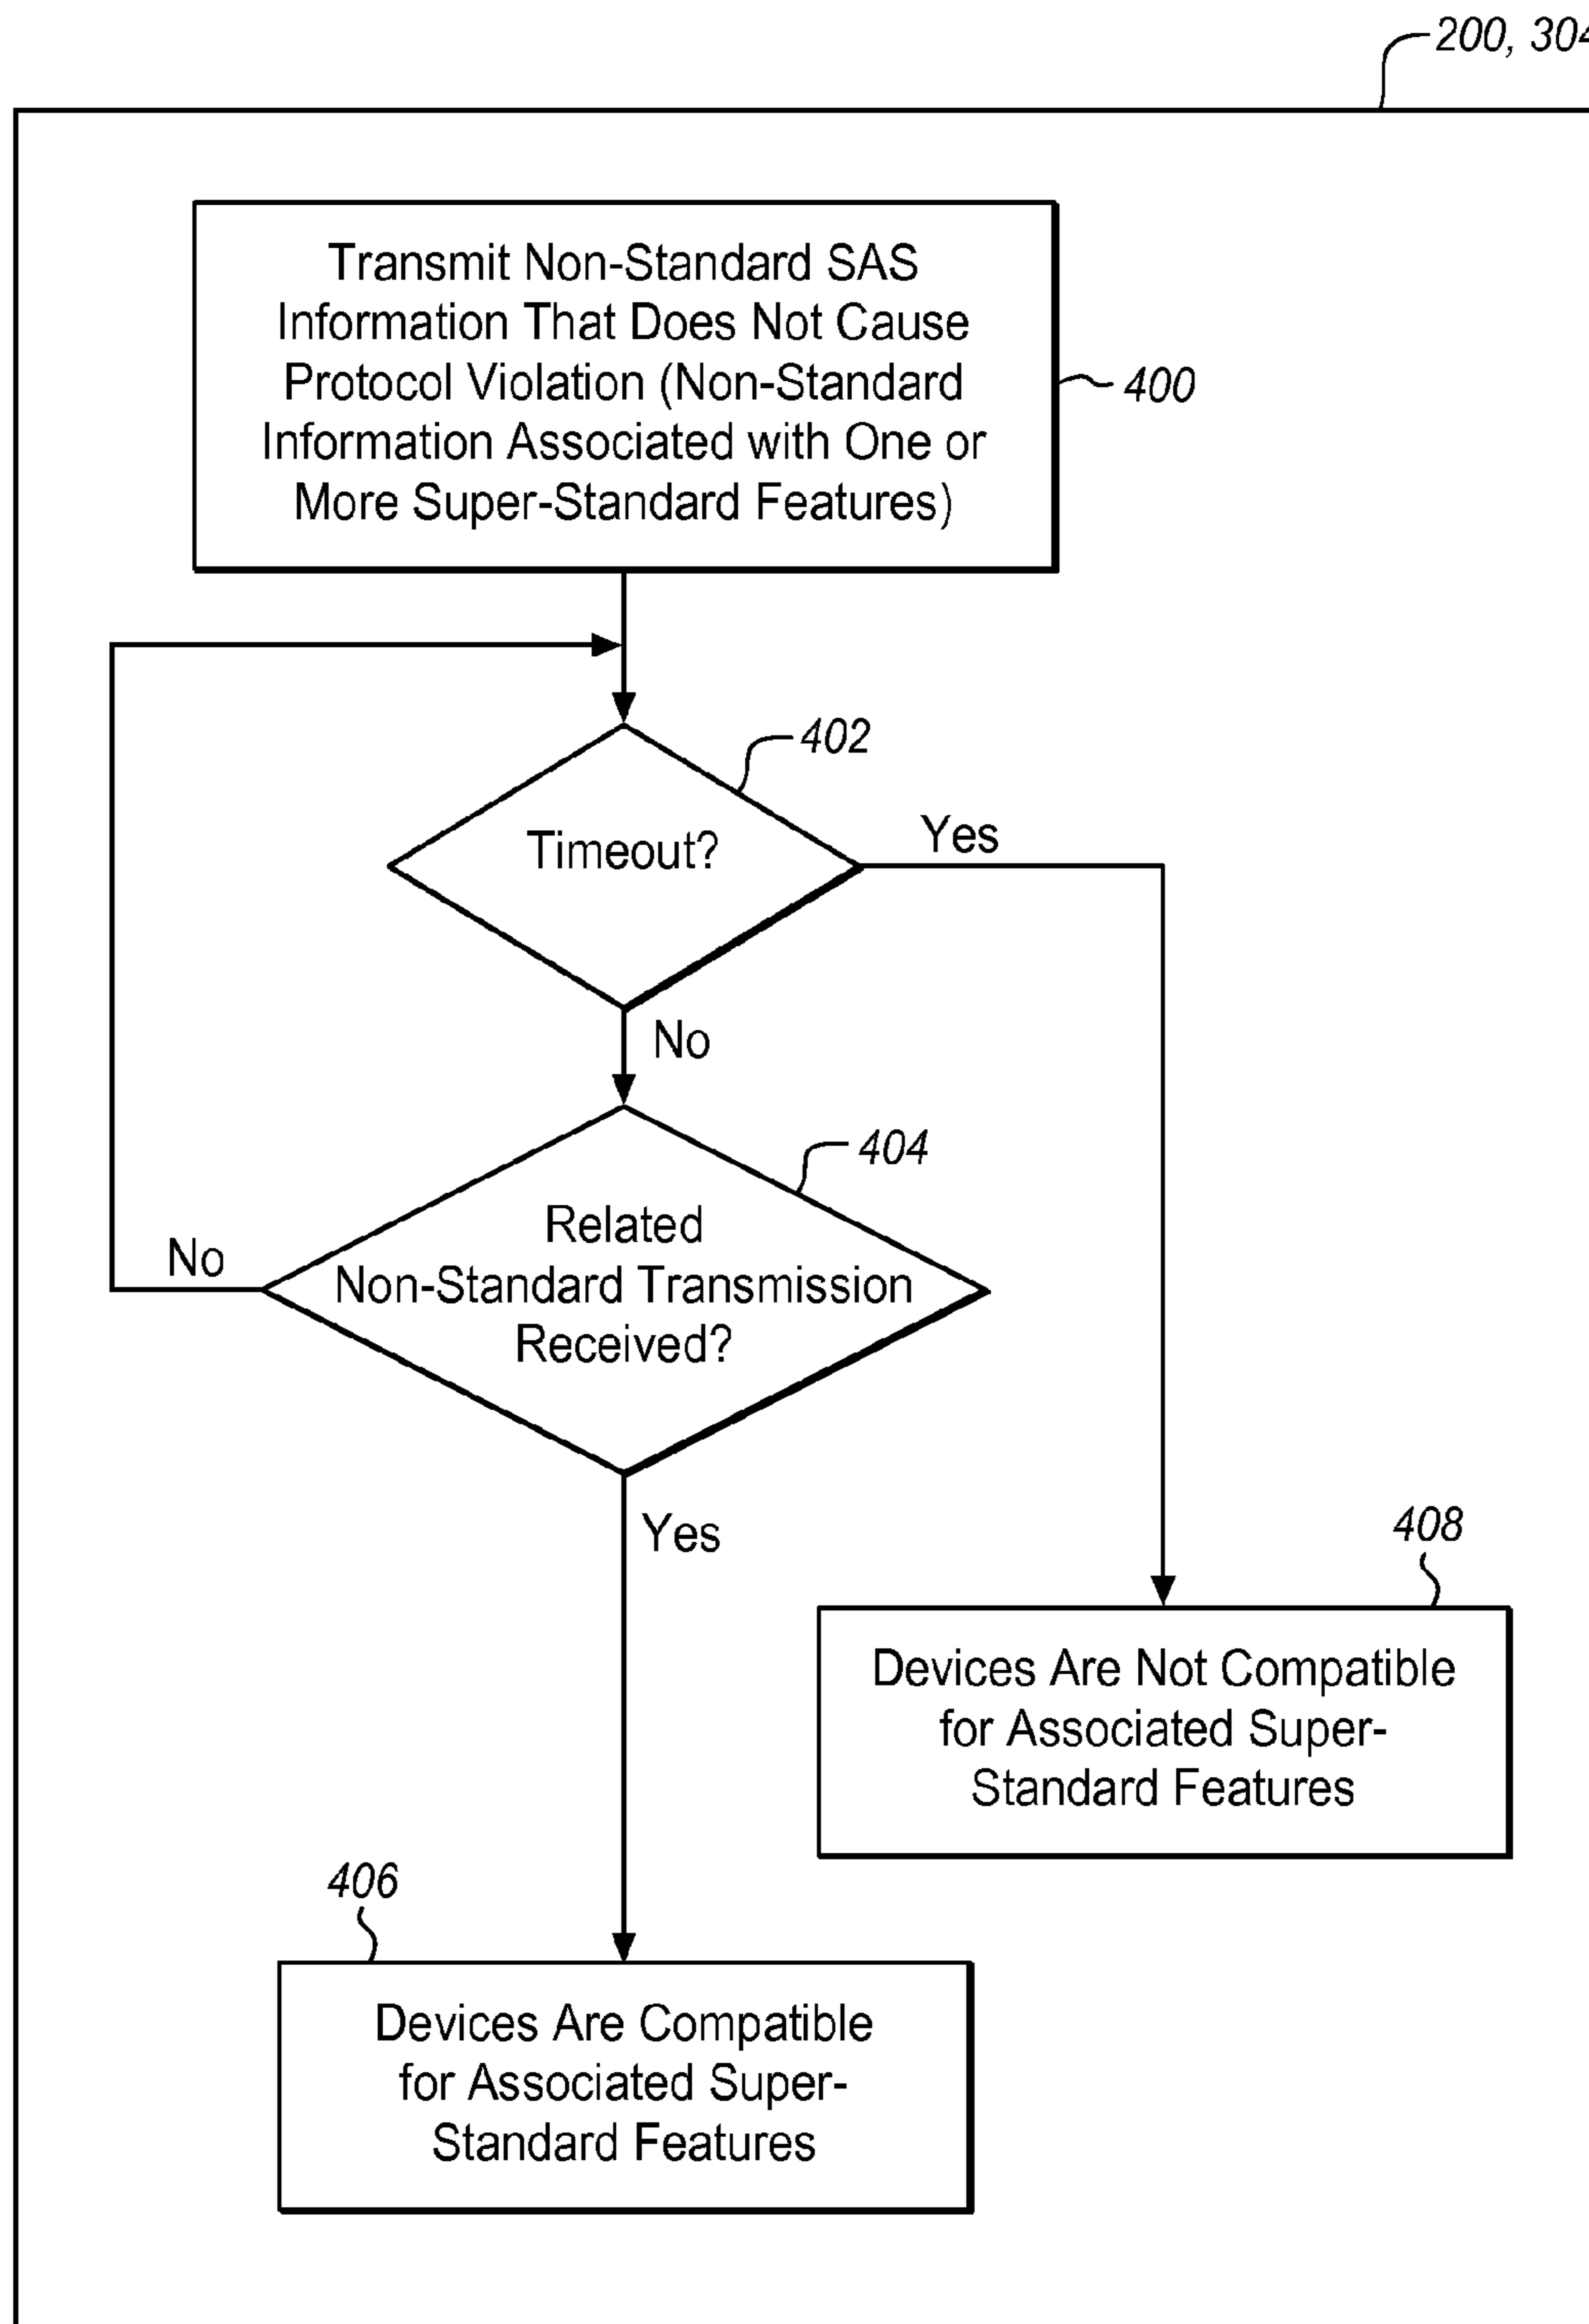 200, 304
Transmit Non-Standard SAS
Information That Does Not Cause
Protocol Violation (Non-Standard
Information Associated with One or
More Super-Standard Features)
400
402
Timeout?
Yes
No
404
Related
Non-Standard Transmission
Received?
No
Yes
408
Devices Are Not Compatible
for Associated Super-
Standard Features
406
Devices Are Compatible
for Associated Super-
Standard Features